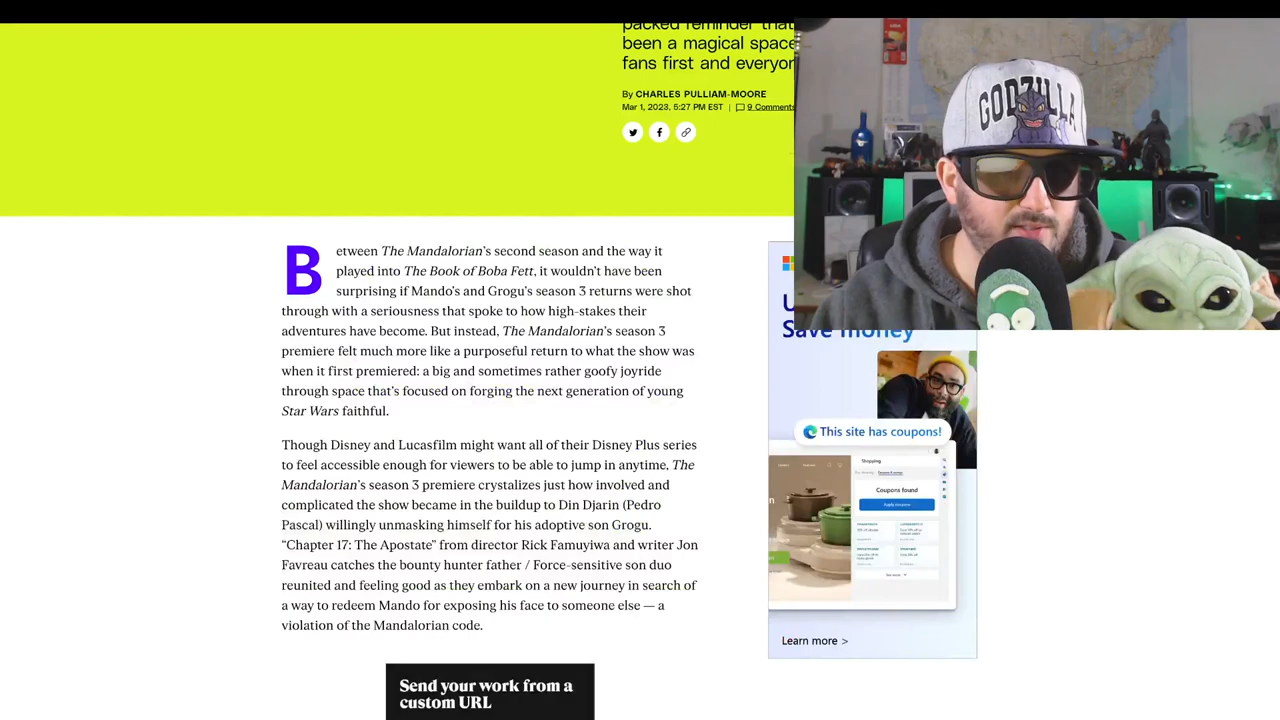 packed reminder that
been a magical space
fans first and everyon
By CHARLES PULLIAM-MOORE
Mar 1, 2023, 5:27 PM EST | 9 Comments
GODZILLA
Between The Mandalorian's second season and the way it
played into The Book of Boba Fett, it wouldn't have been
surprising if Mando's and Grogu's season 3 returns were shot
through with a seriousness that spoke to how high-stakes their
adventures have become. But instead, The Mandalorian's season 3
premiere felt much more like a purposeful return to what the show was
when it first premiered: a big and sometimes rather goofy joyride
through space that's focused on forging the next generation of young
Star Wars faithful.
Though Disney and Lucasfilm might want all of their Disney Plus series
to feel accessible enough for viewers to be able to jump in anytime, The
Mandalorian's season 3 premiere crystalizes just how involved and
complicated the show became in the buildup to Din Djarin (Pedro
Pascal) willingly unmasking himself for his adoptive son Grogu.
"Chapter 17: The Apostate" from director Rick Famuyiwa and writer Jon
Favreau catches the bounty hunter father / Force-sensitive son duo
reunited and feeling good as they embark on a new journey in search of
a way to redeem Mando for exposing his face to someone else — a
violation of the Mandalorian code.
Save money
This site has coupons!
Shopping
Coupons found
Learn more >
Send your work from a
custom URL